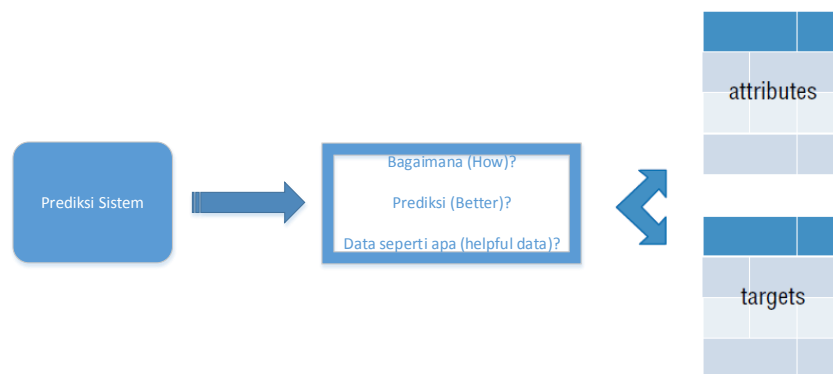 Prediksi Sistem
Bagaimana (How)?
Prediksi (Better)?
Data seperti apa (helpful data)?
attributes
targets